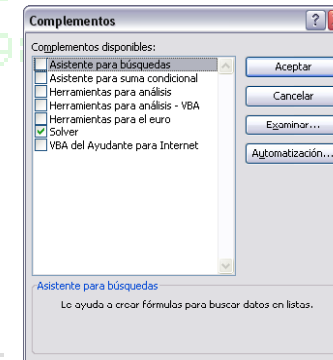 Complementos
Complementos disponibles:
Asistente para búsquedas
Asistente para suma condicional
Herramientas para análisis
Herramientas para análisis - VBA
Herramientas para el euro
Solver
VBA del Ayudante para Internet
Aceptar
Cancelar
Examinar...
Automatización...
Asistente para búsquedas
Le ayuda a crear fórmulas para buscar datos en listas.